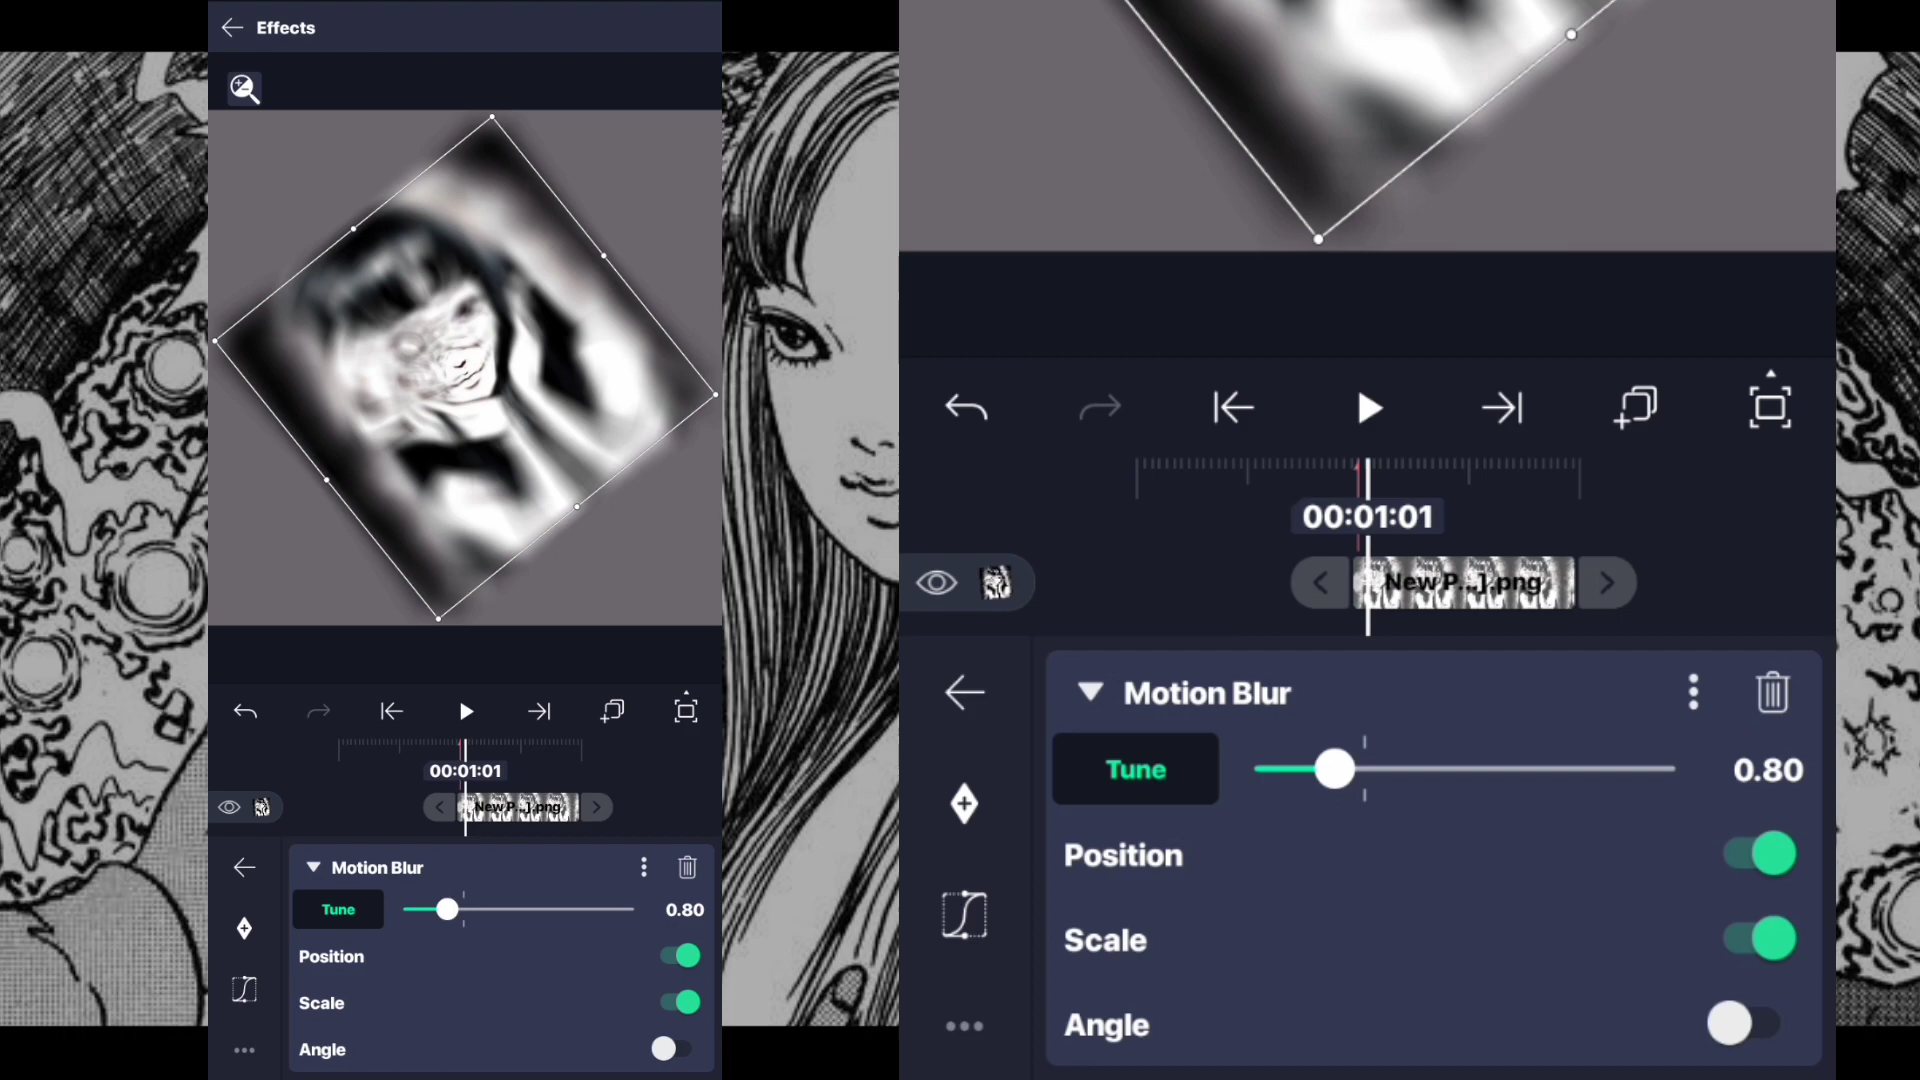 Effects
00:01:01
New P...].png
Motion Blur
Tune
0.80
Position
Scale
Angle
00:01:01
New P...].png
Motion Blur
Tune
0.80
Position
Scale
Angle